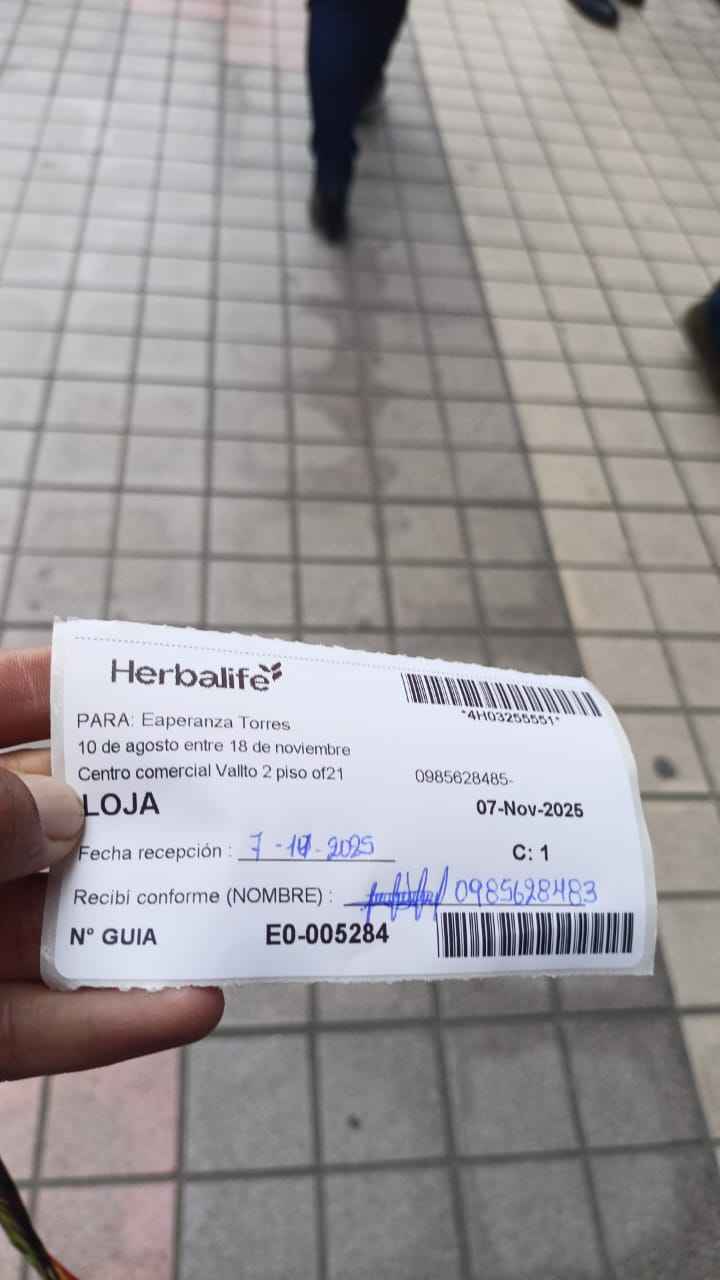 Herbalife
*4H03255551*
PARA: Eaperanza Torres
10 de agosto entre 18 de noviembre
Centro comercial Vallto 2 piso of21 0985628485-
LOJA 07-Nov-2025
Fecha recepción : 7 - - 2025 C: 1
Recibí conforme (NOMBRE) : 0985628483
N° GUIA E0-005284